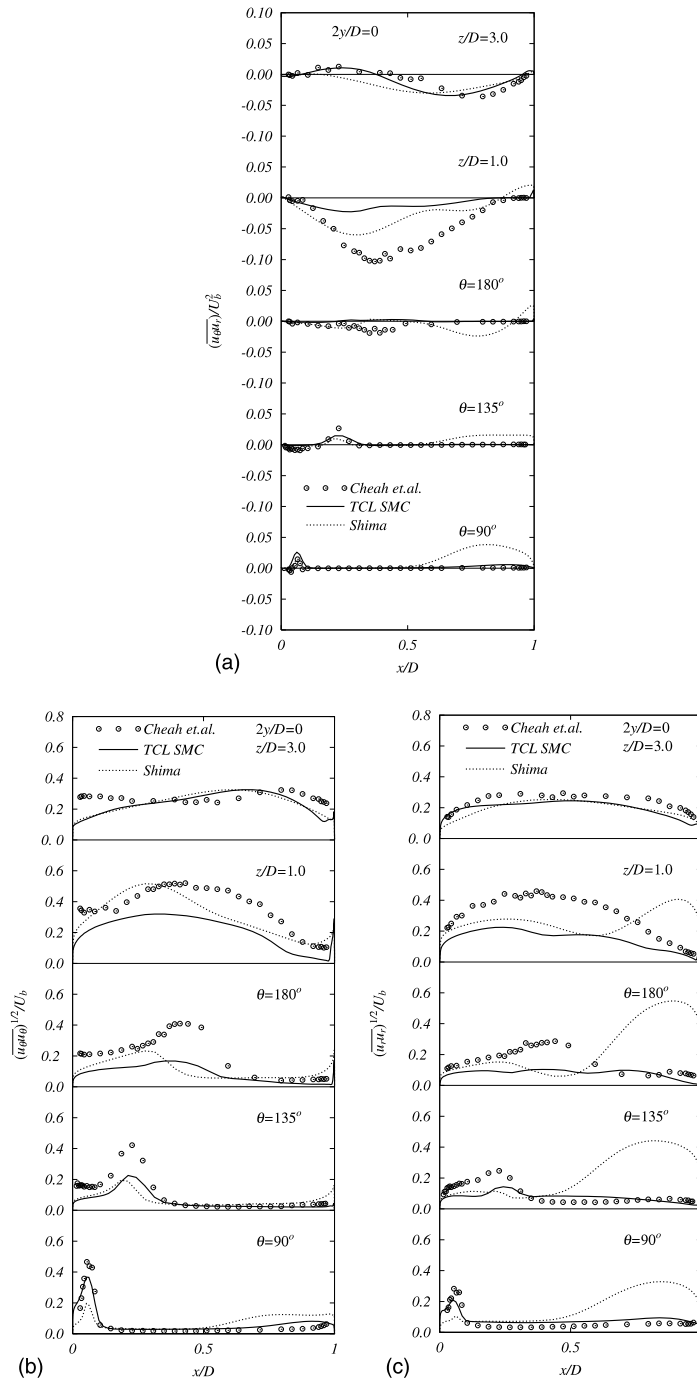 0.10
2y/D=0
z/D=3.0
0.05
0.00
-0.05
-0.10
0.05
z/D=1.0
0.00
-0.05
-0.10
0.05
θ=180°
0.00
-0.05
-0.10
0.05
θ=135°
0.00
-0.05
-0.10
0.05
0.00
-0.05
-0.10
Cheah et.al.
TCL SMC
Shima
θ=90°
(u_θu_r)/U_b^2
0
0.5
1
x/D
(a)
0.8
0.6
0.4
0.2
0.0
Cheah et.al.
2y/D=0
TCL SMC
z/D=3.0
Shima
0.6
0.4
0.2
0.0
z/D=1.0
0.6
0.4
0.2
0.0
θ=180°
0.6
0.4
0.2
0.0
θ=135°
0.6
0.4
0.2
0.0
θ=90°
(u_θu_θ)^1/2/U_b
0
0.5
1
x/D
(b)
0.8
0.6
0.4
0.2
0.0
Cheah et.al.
2y/D=0
TCL SMC
z/D=3.0
Shima
0.6
0.4
0.2
0.0
z/D=1.0
0.6
0.4
0.2
0.0
θ=180°
0.6
0.4
0.2
0.0
θ=135°
0.6
0.4
0.2
0.0
θ=90°
(u_ru_r)^1/2/U_b
0
0.5
x/D
(c)